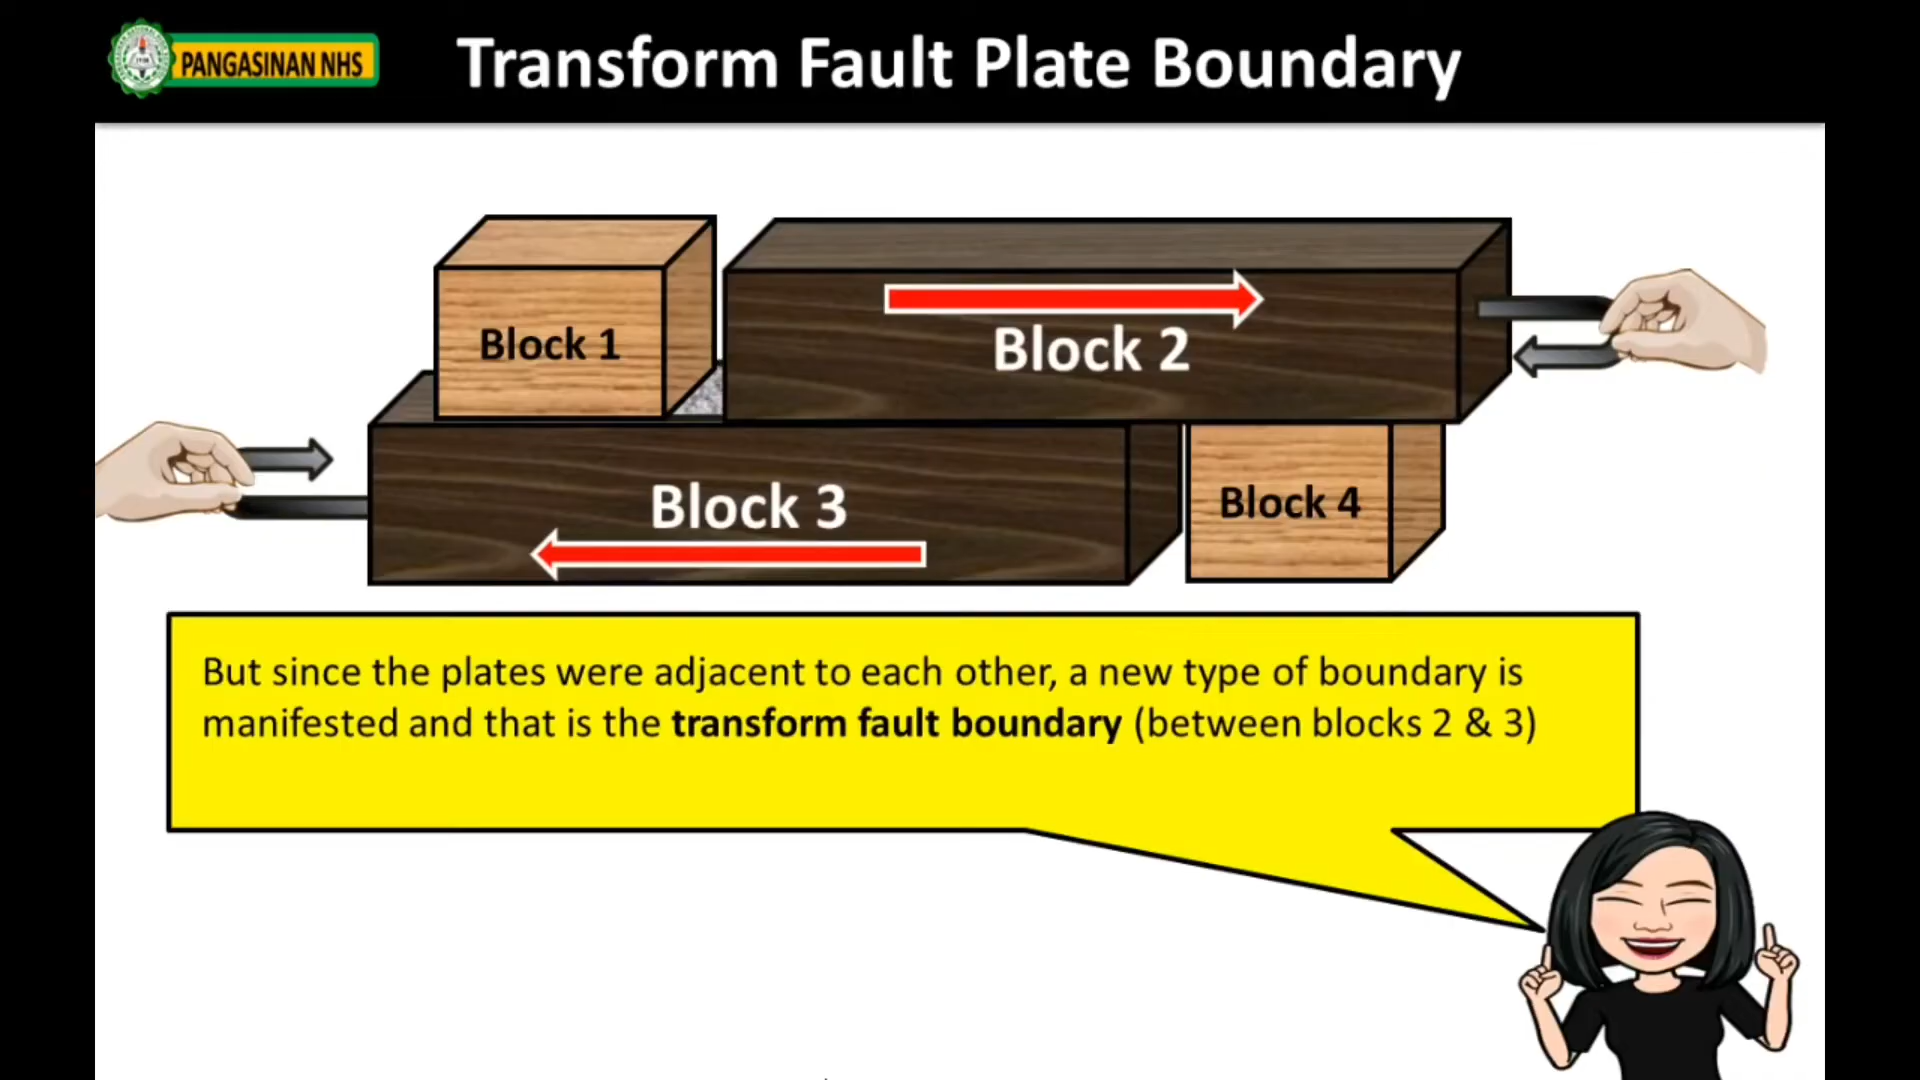 PANGASINAN NHS
Transform Fault Plate Boundary
Block 1
Block 2
Block 3
Block 4
But since the plates were adjacent to each other, a new type of boundary is
manifested and that is the transform fault boundary (between blocks 2 & 3)